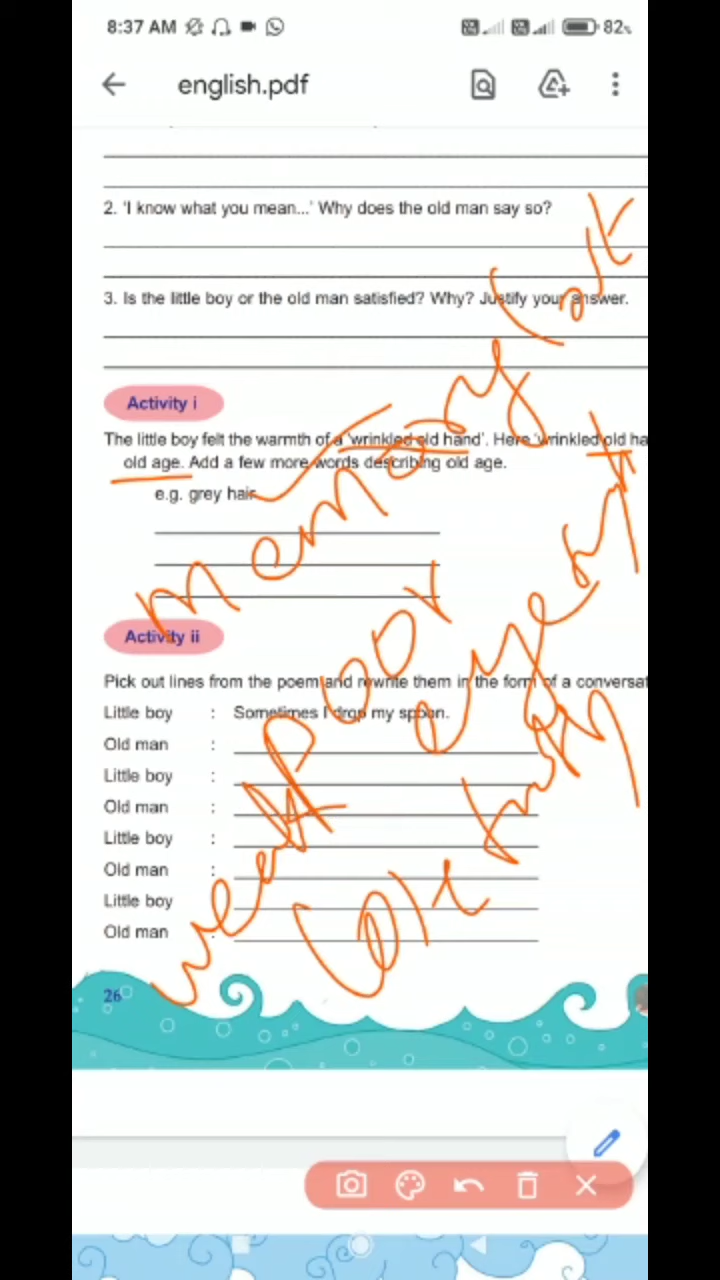 8:37 AM
82%
english.pdf
2. 'I know what you mean...' Why does the old man say so?
3. Is the little boy or the old man satisfied? Why? Justify your answer.
Activity i
The little boy felt the warmth of a 'wrinkled old hand'. Here 'wrinkled old ha
old age. Add a few more words describing old age.
e.g. grey hair
memory
poor
weak
eyesight
Activity ii
Pick out lines from the poem and rewrite them in the form of a conversat
Little boy : Sometimes I drop my spoon.
Old man :
Little boy :
Old man :
Little boy :
Old man :
Little boy :
Old man :
26